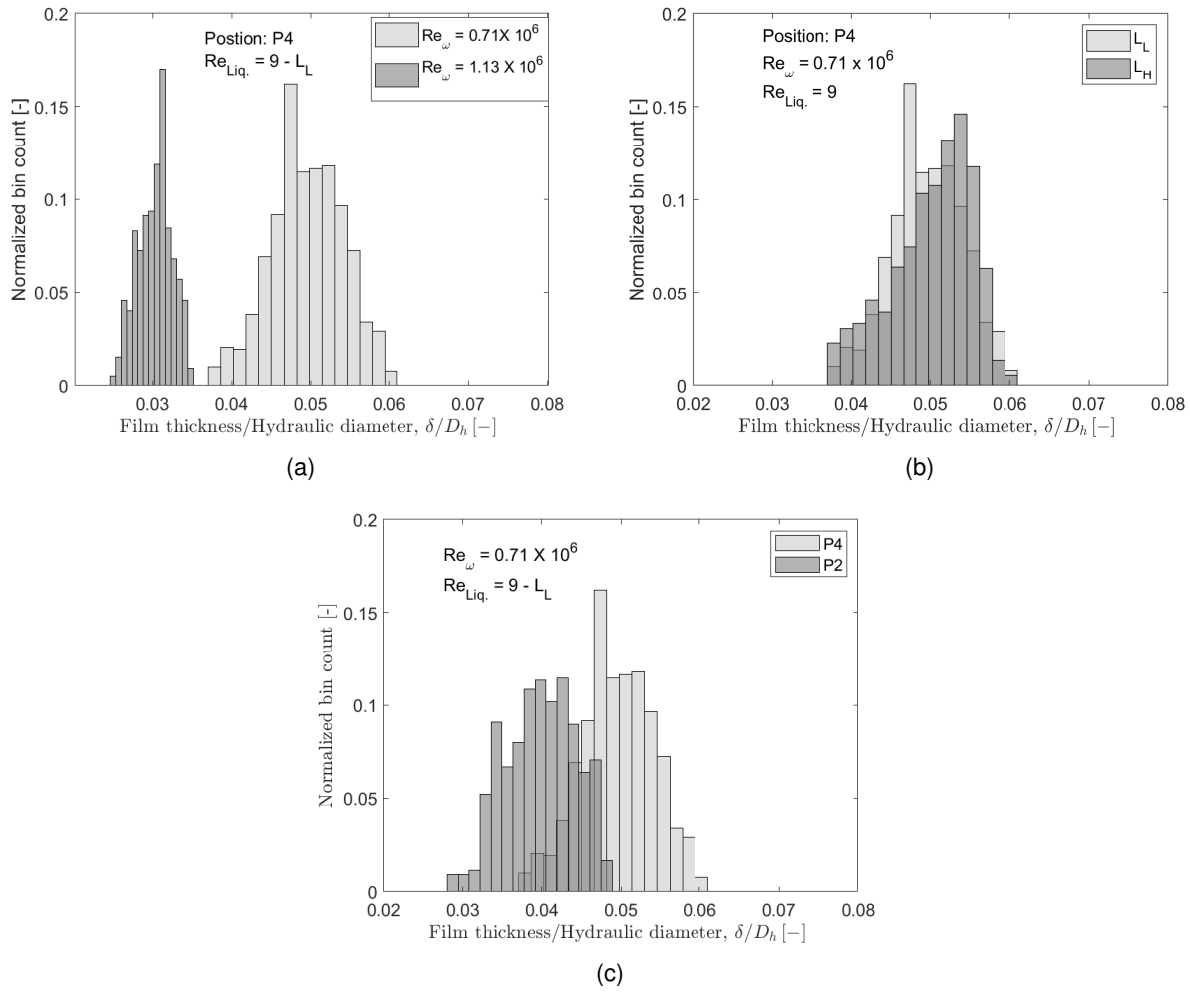 0.2
0.15
0.1
0.05
0
Normalized bin count [-]
Postion: P4
Re_Liq. = 9 - L_L
Re_ω = 0.71X 10^6
Re_ω = 1.13 X 10^6
0.03 0.04 0.05 0.06 0.07 0.08
Film thickness/Hydraulic diameter, δ/D_h [−]
(a)
0.2
0.15
0.1
0.05
0
Normalized bin count [-]
Position: P4
Re_ω = 0.71 x 10^6
Re_Liq. = 9
L_L
L_H
0.02 0.03 0.04 0.05 0.06 0.07 0.08
Film thickness/Hydraulic diameter, δ/D_h [−]
(b)
0.2
0.15
0.1
0.05
0
Normalized bin count [-]
Re_ω = 0.71 X 10^6
Re_Liq. = 9 - L_L
P4
P2
0.02 0.03 0.04 0.05 0.06 0.07 0.08
Film thickness/Hydraulic diameter, δ/D_h [−]
(c)